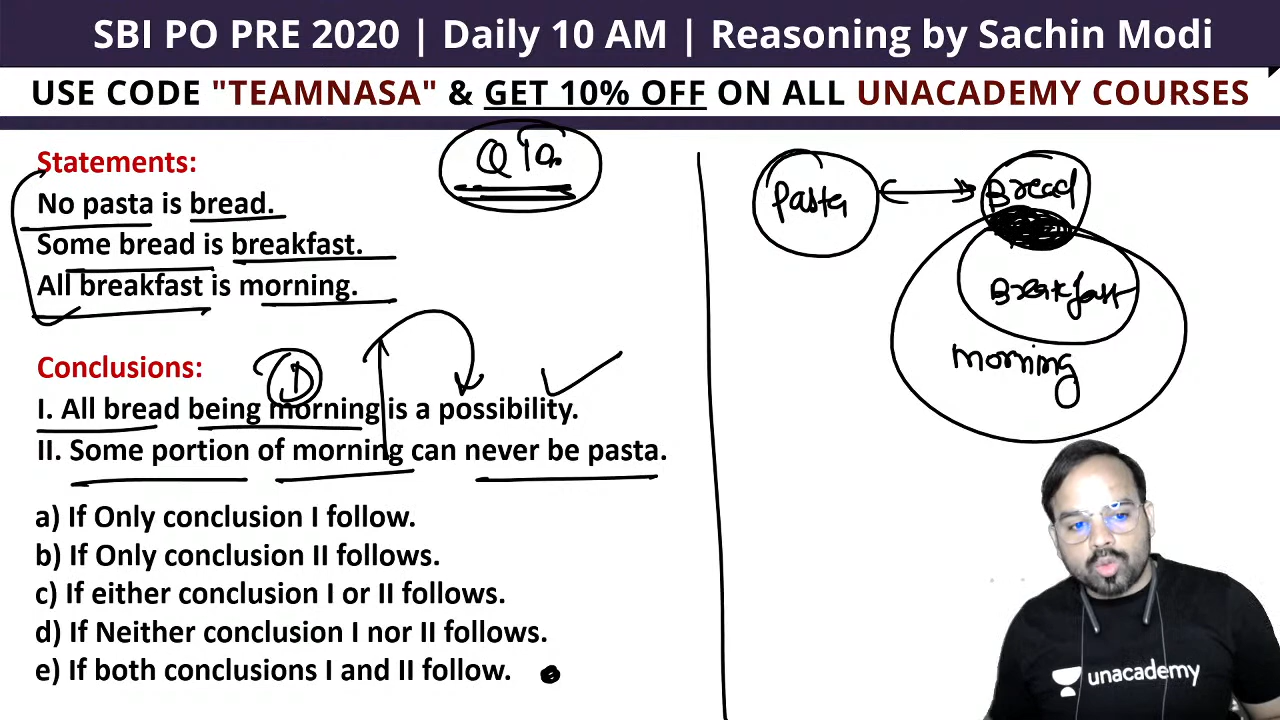 SBI PO PRE 2020 | Daily 10 AM | Reasoning by Sachin Modi
USE CODE "TEAMNASA" & GET 10% OFF ON ALL UNACADEMY COURSES
Statements:
No pasta is bread.
Some bread is breakfast.
All breakfast is morning.
Conclusions:
I. All bread being morning is a possibility.
II. Some portion of morning can never be pasta.
a) If Only conclusion I follow.
b) If Only conclusion II follows.
c) If either conclusion I or II follows.
d) If Neither conclusion I nor II follows.
e) If both conclusions I and II follow.
Pasta
Bread
Breakfast
morning
unacademy